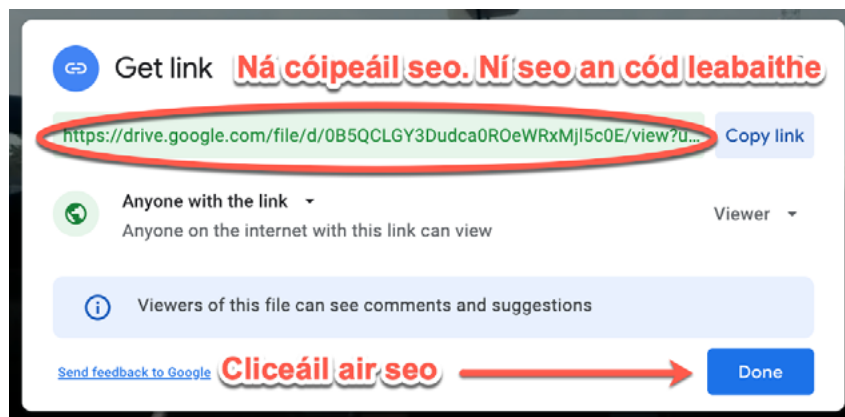 Get link Ná cóipeáil seo. Ní seo an cód leabaithe
https://drive.google.com/file/d/0B5QCLGY3Dudca0ROeWRxMjl5c0E/view?u... Copy link
Anyone with the link
Anyone on the internet with this link can view Viewer
Viewers of this file can see comments and suggestions
Send feedback to Google Cliceáil air seo Done